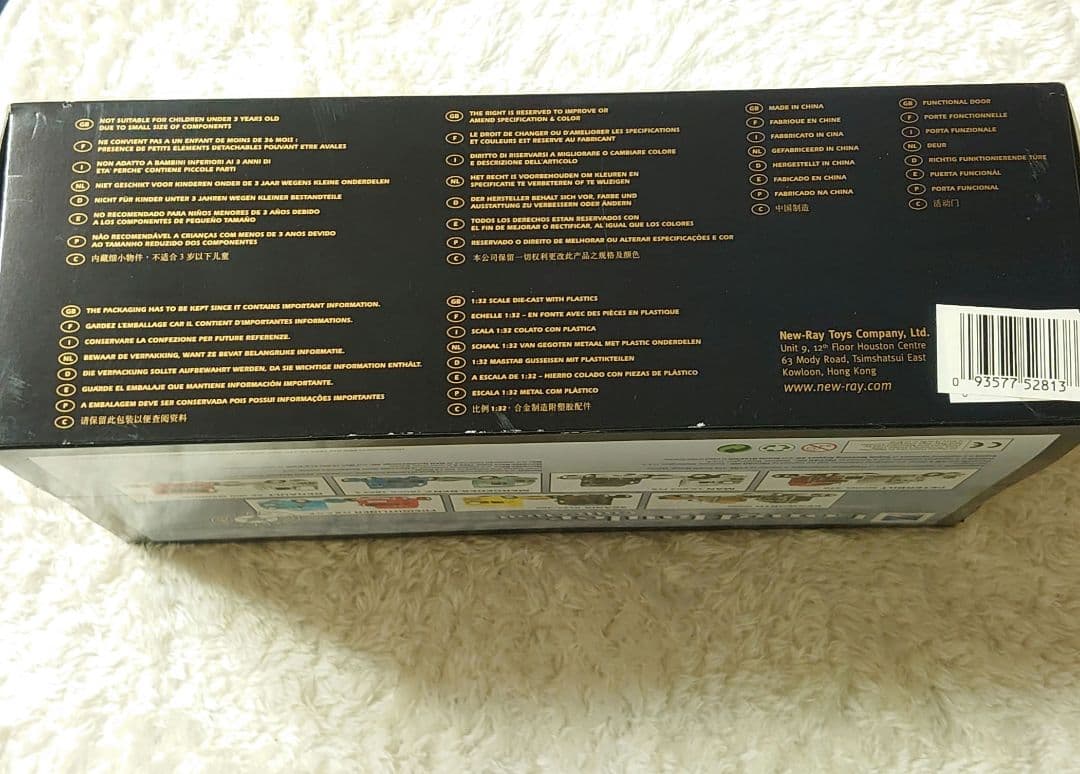 GB NOT SUITABLE FOR CHILDREN UNDER 3 YEARS OLD
DUE TO SMALL SIZE OF COMPONENTS
F NE CONVIENT PAS A UN ENFANT DE MOINS DE 36 MOIS :
PRESENCE DE PETITS ELEMENTS DETACHABLES POUVANT ETRE AVALES
I NON ADATTO A BAMBINI INFERIORI AI 3 ANNI DI
ETA' PERCHE' CONTIENE PICCOLE PARTI
NL NIET GESCHIKT VOOR KINDEREN ONDER DE 3 JAAR WEGENS KLEINE ONDERDELEN
D NICHT FÜR KINDER UNTER 3 JAHREN WEGEN KLEINER BESTANDTEILE
E NO RECOMENDADO PARA NIÑOS MENORES DE 3 AÑOS DEBIDO
A LOS COMPONENTES DE PEQUEÑO TAMAÑO
P NÃO RECOMENDÁVEL A CRIANÇAS COM MENOS DE 3 ANOS DEVIDO
AO TAMANHO REDUZIDO DOS COMPONENTES
C 内藏细小物件，不适合3岁以下儿童
GB THE RIGHT IS RESERVED TO IMPROVE OR
AMEND SPECIFICATION & COLOR
F LE DROIT DE CHANGER OU D'AMELIORER LES SPECIFICATIONS
ET COULEURS EST RESERVE AU FABRICANT
I DIRITTO DI RISERVARSI A MIGLIORARE O CAMBIARE COLORE
E DESCRIZIONE DELL'ARTICOLO
NL HET RECHT IS VOORBEHOUDEN OM KLEUREN EN
SPECIFICATIE TE VERBETEREN OF TE WIJZIGEN
D DER HERSTELLER BEHALT SICH VOR, FARBE UND
AUSSTATTUNG ZU VERBESSERN ODER ÄNDERN
E TODOS LOS DERECHOS ESTAN RESERVADOS CON
EL FIN DE MEJORAR O RECTIFICAR, AL IGUAL QUE LOS COLORES
P RESERVADO O DIREITO DE MELHORAR OU ALTERAR ESPECIFICAÇÕES E COR
C 本公司保留一切权利更改此产品之规格及颜色
GB MADE IN CHINA
F FABRIQUE EN CHINE
I FABBRICATO IN CINA
NL GEFABRICEERD IN CHINA
D HERGESTELLT IN CHINA
E FABICADO EN CHINA
P FABRICADO NA CHINA
C 中国制造
GB FUNCTIONAL DOOR
F PORTE FONCTIONNELLE
I PORTA FUNZIONALE
NL DEUR
D RICHTIG FUNKTIONIERENDE TÜRE
E PUERTA FUNCIONÁL
P PORTA FUNCIONAL
C 活动门
GB THE PACKAGING HAS TO BE KEPT SINCE IT CONTAINS IMPORTANT INFORMATION.
F GARDEZ L'EMBALLAGE CAR IL CONTIENT D'IMPORTANTES INFORMATIONS.
I CONSERVARE LA CONFEZIONE PER FUTURE REFERENZE.
NL BEWAAR DE VERPAKKING, WANT ZE BEVAT BELANGRIJKE INFORMATIE.
D DIE VERPACKUNG SOLLTE AUFBEWAHRT WERDEN, DA SIE WICHTIGE INFORMATION ENTHÄLT.
E GUARDE EL EMBALAJE QUE MANTIENE INFORMACIÓN IMPORTANTE.
P A EMBALAGEM DEVE SER CONSERVADA POIS POSSUI INFORMAÇÕES IMPORTANTES
C 请保留此包装以便查阅资料
GB 1:32 SCALE DIE-CAST WITH PLASTICS
F ECHELLE 1:32 – EN FONTE AVEC DES PIÈCES EN PLASTIQUE
I SCALA 1:32 COLATO CON PLASTICA
NL SCHAAL 1:32 VAN GEGOTEN METAAL MET PLASTIC ONDERDELEN
D 1:32 MAßSTAB GUSSEISEN MIT PLASTIKTEILEN
E A ESCALA DE 1:32 – HIERRO COLADO CON PIEZAS DE PLÁSTICO
P ESCALA 1:32 METAL COM PLÁSTICO
C 比例 1:32，合金制造附塑胶配件
New-Ray Toys Company, Ltd.
Unit 9, 12th Floor Houston Centre
63 Mody Road, Tsimshatsui East
Kowloon, Hong Kong
www.new-ray.com
0 93577 52813